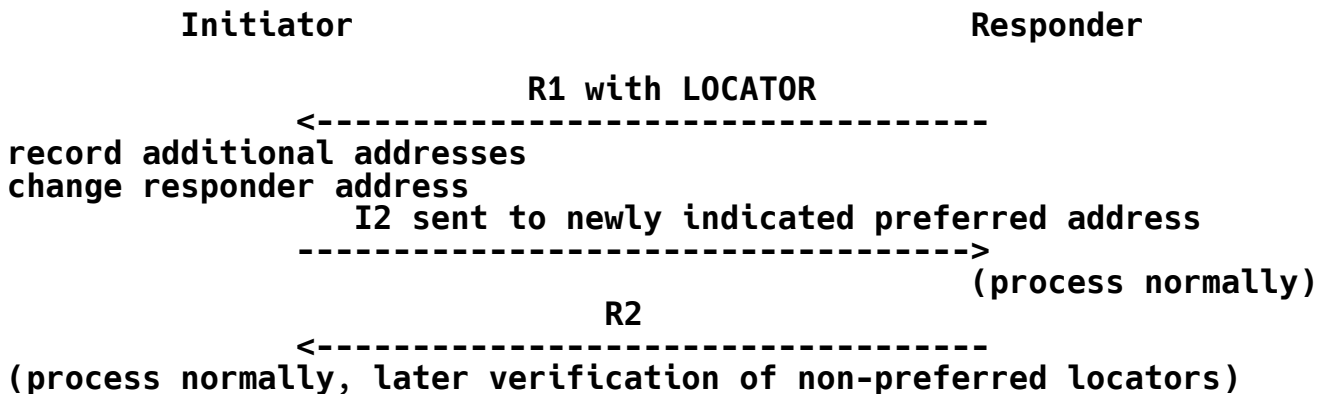 Initiator                                Responder
R1 with LOCATOR
<-----------------------------------
record additional addresses
change responder address
I2 sent to newly indicated preferred address
----------------------------------->
(process normally)
R2
<-----------------------------------
(process normally, later verification of non-preferred locators)